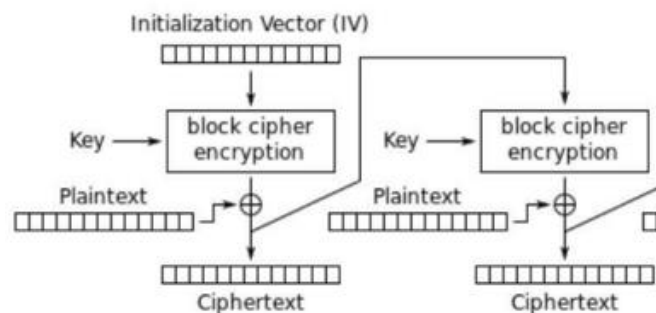 Initialization Vector (IV)
Key
block cipher
encryption
Plaintext
Ciphertext
Key
block cipher
encryption
Plaintext
Ciphertext